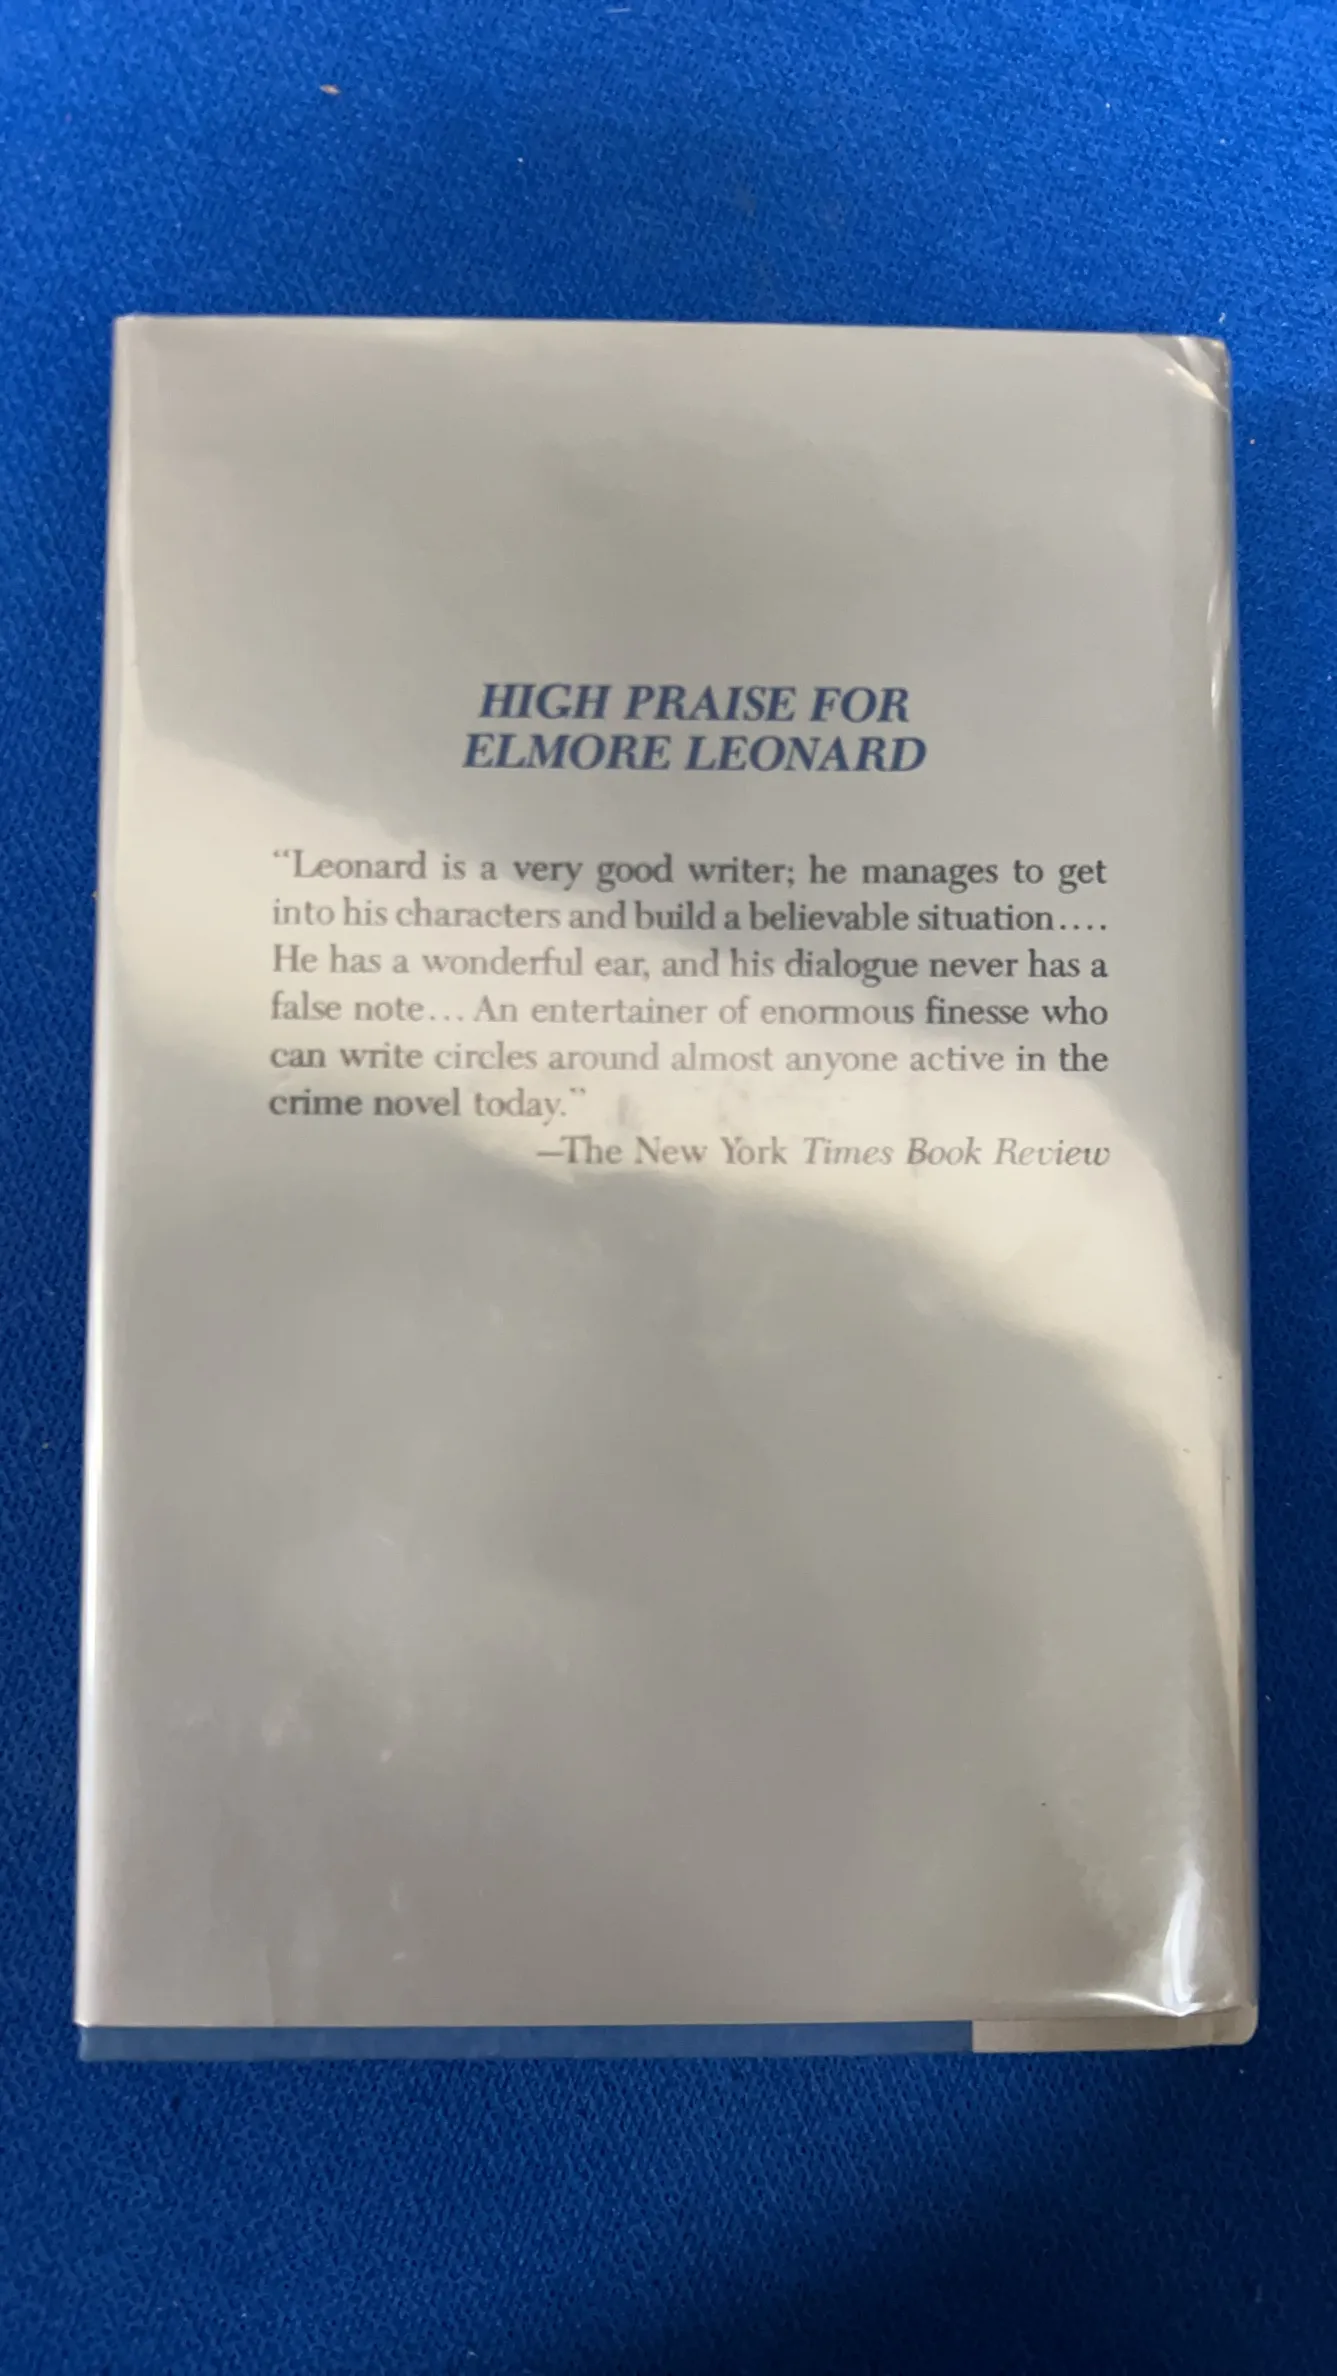 HIGH PRAISE FOR
ELMORE LEONARD
“Leonard is a very good writer; he manages to get
into his characters and build a believable situation....
He has a wonderful ear, and his dialogue never has a
false note... An entertainer of enormous finesse who
can write circles around almost anyone active in the
crime novel today.”
—The New York Times Book Review